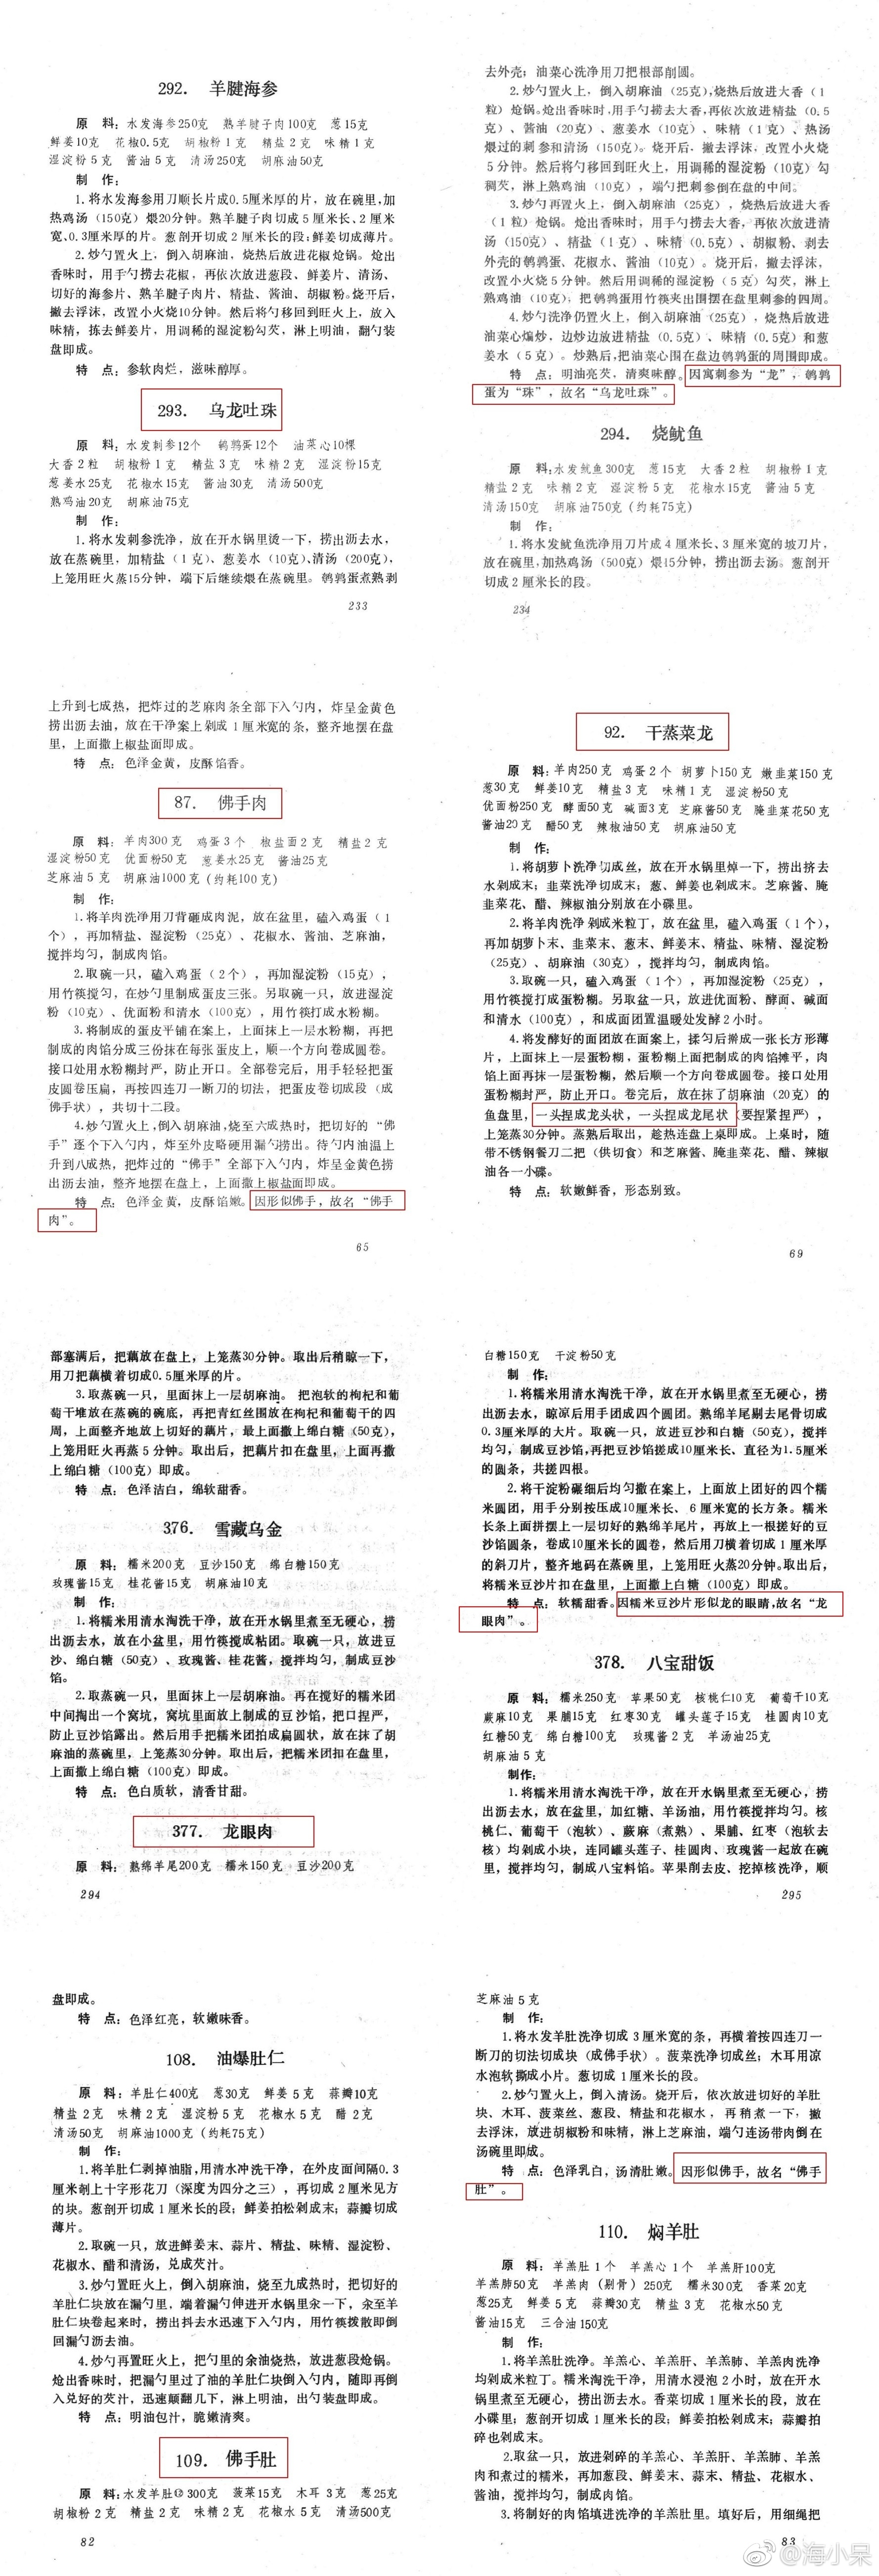 292. 羊腱海参
原 料：水发海参250克 熟羊腱子肉100克 葱15克
鲜姜10克 花椒0.5克 胡椒粉1克 精盐2克 味精1克
湿淀粉5克 酱油5克 清汤250克 胡麻油50克
制 作：
1.将水发海参用刀顺长片成0.5厘米厚的片，放在碗里，加
热鸡汤（150克）煨20分钟。熟羊腱子肉切成5厘米长、2厘米
宽、0.3厘米厚的片。葱剖开切成2厘米长的段；鲜姜切成薄片。
2.炒勺置火上，倒入胡麻油，烧热后放进花椒炝锅。炝出
香味时，用手勺捞去花椒，再依次放进葱段、鲜姜片、清汤、
切好的海参片、熟羊腱子肉片、精盐、酱油、胡椒粉。烧开后，
撇去浮沫，改置小火烧10分钟。然后将勺移回到旺火上，放入
味精，拣去鲜姜片，用调稀的湿淀粉勾芡，淋上明油，翻勺装
盘即成。
特 点：参软肉烂，滋味醇厚。
293. 乌龙吐珠
原 料：水发刺参12个 鹌鹑蛋12个 油菜心10棵
大香2粒 胡椒粉1克 精盐3克 味精2克 湿淀粉15克
葱姜水25克 花椒水15克 酱油30克 清汤500克
熟鸡油20克 胡麻油75克
制 作：
1.将水发刺参洗净，放在开水锅里烫一下，捞出沥去水，
放在蒸碗里，加精盐（1克）、葱姜水（10克）、清汤（200克），
上笼用旺火蒸15分钟，端下后继续煨在蒸碗里。鹌鹑蛋煮熟剥
233
去外壳；油菜心洗净用刀把根部削圆。
2.炒勺置火上，倒入胡麻油（25克），烧热后放进大香（1
粒）炝锅。炝出香味时，用手勺捞去大香，再依次放进精盐（0.5
克）、酱油（20克）、葱姜水（10克）、味精（1克）、热汤
煨过的刺参和清汤（150克）。烧开后，撇去浮沫，改置小火烧
5分钟。然后将勺移回到旺火上，用调稀的湿淀粉（10克）勾
稠芡，淋上熟鸡油（10克），端勺把刺参倒在盘的中间。
3.炒勺再置火上，倒入胡麻油（25克），烧热后放进大香
（1粒）炝锅。炝出香味时，用手勺捞去大香，再依次放进清
汤（150克）、精盐（1克）、味精（0.5克）、胡椒粉、剥去
外壳的鹌鹑蛋、花椒水、酱油（10克）。烧开后，撇去浮沫，
改置小火烧5分钟。然后用调稀的湿淀粉（5克）勾芡，淋上
熟鸡油（10克），把鹌鹑蛋用竹筷夹出围摆在盘里刺参的四周。
4.炒勺洗净仍置火上，倒入胡麻油（25克），烧热后放进
油菜心煸炒，边炒边放进精盐（0.5克）、味精（0.5克）和葱
姜水（5克）。炒熟后，把油菜心围在盘边鹌鹑蛋的周围即成。
特 点：明油亮芡，清爽味醇。因寓刺参为“龙”，鹌鹑
蛋为“珠”，故名“乌龙吐珠”。
294. 烧鱿鱼
原 料：水发鱿鱼300克 葱15克 大香2粒 胡椒粉1克
精盐2克 味精2克 湿淀粉5克 花椒水15克 酱油5克
清汤150克 胡麻油750克（约耗75克）
制 作：
1.将水发鱿鱼洗净用刀片成4厘米长、3厘米宽的坡刀片，
放在碗里，加热鸡汤（500克）煨15分钟，捞出沥去汤。葱剖开
切成2厘米长的段。
234
上升到七成热，把炸过的芝麻肉条全部下入勺内，炸呈金黄色
捞出沥去油，放在干净案上剁成1厘米宽的条，整齐地摆在盘
里，上面撒上椒盐面即成。
特 点：色泽金黄，皮酥馅香。
87. 佛手肉
原 料：羊肉300克 鸡蛋3个 椒盐面2克 精盐2克
湿淀粉50克 优面粉50克 葱姜水25克 酱油25克
芝麻油5克 胡麻油1000克（约耗100克）
制 作：
1.将羊肉洗净用刀背砸成肉泥，放在盆里，磕入鸡蛋（1
个），再加精盐、湿淀粉（25克）、花椒水、酱油、芝麻油，
搅拌均匀，制成肉馅。
2.取碗一只，磕入鸡蛋（2个），再加湿淀粉（15克），
用竹筷搅匀，在炒勺里制成蛋皮三张。另取碗一只，放进湿淀
粉（10克）、优面粉和清水（100克），用竹筷打成水粉糊。
3.将制成的蛋皮平铺在案上，上面抹上一层水粉糊，再把
制成的肉馅分成三份抹在每张蛋皮上，顺一个方向卷成圆卷。
接口处用水粉糊封严，防止开口。全部卷完后，用手轻轻把蛋
皮圆卷压扁，再按四连刀一断刀的切法，把蛋皮卷切成段（成
佛手状），共切十二段。
4.炒勺置火上，倒入胡麻油，烧至六成热时，把切好的“佛
手”逐个下入勺内，炸至外皮略硬用漏勺捞出。待勺内油温上
升到八成热，把炸过的“佛手”全部下入勺内，炸呈金黄色捞
出沥去油，整齐地摆在盘上，上面撒上椒盐面即成。
特 点：色泽金黄，皮酥馅嫩。因形似佛手，故名“佛手
肉”。
65
92. 干蒸菜龙
原 料：羊肉250克 鸡蛋2个 胡萝卜150克 嫩韭菜150克
葱30克 鲜姜10克 精盐3克 味精1克 湿淀粉50克
优面粉250克 酵面50克 碱面3克 芝麻酱50克 腌韭菜花50克
酱油20克 醋50克 辣椒油50克 胡麻油50克
制 作：
1.将胡萝卜洗净切成丝，放在开水锅里焯一下，捞出挤去
水剁成末；韭菜洗净切成末；葱、鲜姜也剁成末。芝麻酱、腌
韭菜花、醋、辣椒油分别放在小碟里。
2.将羊肉洗净剁成米粒丁，放在盆里，磕入鸡蛋（1个），
再加胡萝卜末、韭菜末、葱末、鲜姜末、精盐、味精、湿淀粉
（25克）、胡麻油（30克），搅拌均匀，制成肉馅。
3.取碗一只，磕入鸡蛋（1个），再加湿淀粉（25克），
用竹筷搅打成蛋粉糊。另取盆一只，放进优面粉、酵面、碱面
和清水（100克），和成面团置温暖处发酵2小时。
4.将发酵好的面团放在面案上，揉匀后擀成一张长方形薄
片，上面抹上一层蛋粉糊，蛋粉糊上面把制成的肉馅摊平，肉
馅上面再抹一层蛋粉糊，然后顺一个方向卷成圆卷。接口处用
蛋粉糊封严，防止开口。卷完后，放在抹了胡麻油（20克）的
鱼盘里，一头捏成龙头状，一头捏成龙尾状（要捏紧捏严），
上笼蒸30分钟。蒸熟后取出，趁热连盘上桌即成。上桌时，随
带不锈钢餐刀二把（供切食）和芝麻酱、腌韭菜花、醋、辣椒
油各一小碟。
特 点：软嫩鲜香，形态别致。
69
部塞满后，把藕放在盘上，上笼蒸30分钟。取出后稍晾一下，
用刀把藕横着切成0.5厘米厚的片。
3.取蒸碗一只，里面抹上一层胡麻油。把泡软的枸杞和葡
萄干堆放在蒸碗的碗底，再把青红丝围放在枸杞和葡萄干的四
周，上面整齐地放上切好的藕片，最上面撒上绵白糖（50克），
上笼用旺火再蒸5分钟。取出后，把藕片扣在盘里，上面再撒
上绵白糖（100克）即成。
特 点：色泽洁白，绵软甜香。
376. 雪藏乌金
原 料：糯米200克 豆沙150克 绵白糖150克
玫瑰酱15克 桂花酱15克 胡麻油10克
制 作：
1.将糯米用清水淘洗干净，放在开水锅里煮至无硬心，捞
出沥去水，放在小盆里，用竹筷搅成粘团。取碗一只，放进豆
沙、绵白糖（50克）、玫瑰酱、桂花酱，搅拌均匀，制成豆沙
馅。
2.取蒸碗一只，里面抹上一层胡麻油。再在搅好的糯米团
中间掏出一个窝坑，窝坑里面放上制成的豆沙馅，把口捏严，
防止豆沙馅露出。然后用手把糯米团拍成扁圆状，放在抹了胡
麻油的蒸碗里，上笼蒸30分钟。取出后，把糯米团扣在盘里，
上面撒上绵白糖（100克）即成。
特 点：色白质软，清香甘甜。
377. 龙眼肉
原 料：熟绵羊尾200克 糯米150克 豆沙200克
294
白糖150克 干淀粉50克
制 作：
1.将糯米用清水淘洗干净，放在开水锅里煮至无硬心，捞
出沥去水，晾凉后用手团成四个圆团。熟绵羊尾剔去尾骨切成
0.3厘米厚的大片。取碗一只，放进豆沙和白糖（50克），搅拌
均匀，制成豆沙馅，再把豆沙馅搓成10厘米长、直径为1.5厘米
的圆条，共搓四根。
2.将干淀粉碾细后均匀撒在案上，上面放上团好的四个糯
米圆团，用手分别按压成10厘米长、6厘米宽的长方条。糯米
长条上面拼摆上一层切好的熟绵羊尾片，再放上一根搓好的豆
沙馅圆条，卷成10厘米长的圆卷，然后用刀横着切成1厘米厚
的斜刀片，整齐地码在蒸碗里，上笼用旺火蒸20分钟。取出后，
将糯米豆沙片扣在盘里，上面撒上白糖（100克）即成。
特 点：软糯甜香。因糯米豆沙片形似龙的眼睛，故名“龙
眼肉”。
378. 八宝甜饭
原 料：糯米250克 苹果50克 核桃仁10克 葡萄干10克
蕨麻10克 果脯15克 红枣30克 罐头莲子15克 桂圆肉10克
红糖50克 绵白糖100克 玫瑰酱2克 羊汤油25克
胡麻油5克
制作：
1.将糯米用清水淘洗干净，放在开水锅里煮至无硬心，捞
出沥去水，放在盆里，加红糖、羊汤油，用竹筷搅拌均匀。核
桃仁、葡萄干（泡软）、蕨麻（煮熟）、果脯、红枣（泡软去
核）均剁成小块，连同罐头莲子、桂圆肉、玫瑰酱一起放在碗
里，搅拌均匀，制成八宝料馅。苹果削去皮、挖掉核洗净，顺
295
盘即成。
特 点：色泽红亮，软嫩味香。
108. 油爆肚仁
原 料：羊肚仁400克 葱30克 鲜姜5克 蒜瓣10克
精盐2克 味精2克 湿淀粉5克 花椒水5克 醋2克
清汤50克 胡麻油1000克（约耗75克）
制 作：
1.将羊肚仁剥掉油脂，用清水冲洗干净，在外皮面间隔0.3
厘米剞上十字形花刀（深度为四分之三），再切成2厘米见方
的块。葱剖开切成1厘米长的段；鲜姜拍松剁成末；蒜瓣切成
薄片。
2.取碗一只，放进鲜姜末、蒜片、精盐、味精、湿淀粉、
花椒水、醋和清汤，兑成芡汁。
3.炒勺置旺火上，倒入胡麻油，烧至九成热时，把切好的
羊肚仁块放在漏勺里，端着漏勺伸进开水锅里氽一下，氽至羊
肚仁块卷起来时，捞出抖去水迅速下入勺内，用竹筷拨散即倒
回漏勺沥去油。
4.炒勺再置旺火上，把勺里的余油烧热，放进葱段炝锅。
炝出香味时，把漏勺里过了油的羊肚仁块倒入勺内，随即再倒
入兑好的芡汁，迅速颠翻几下，淋上明油，出勺装盘即成。
特 点：明油包汁，脆嫩清爽。
109. 佛手肚
原 料：水发羊肚300克 菠菜15克 木耳3克 葱25克
胡椒粉2克 精盐2克 味精2克 花椒水5克 清汤500克
82
芝麻油5克
制 作：
1.将水发羊肚洗净切成3厘米宽的条，再横着按四连刀一
断刀的切法切成块（成佛手状）。菠菜洗净切成丝；木耳用凉
水泡软撕成小片。葱切成1厘米长的段。
2.炒勺置火上，倒入清汤。烧开后，依次放进切好的羊肚
块、木耳、菠菜丝、葱段、精盐和花椒水，再稍煮一下，撇
去浮沫，放进胡椒粉和味精，淋上芝麻油，端勺连汤带肉倒在
汤碗里即成。
特 点：色泽乳白，汤清肚嫩。因形似佛手，故名“佛手
肚”。
110. 焖羊肚
原 料：羊羔肚1个 羊羔心1个 羊羔肝100克
羊羔肺50克 羊羔肉（剔骨）250克 糯米300克 香菜20克
葱25克 鲜姜5克 蒜瓣30克 精盐3克 花椒水50克
酱油15克 三合油150克
制 作：
1.将羊羔肚洗净。羊羔心、羊羔肝、羊羔肺、羊羔肉洗净
均剁成米粒丁。糯米淘洗干净，用清水浸泡2小时，放在开水
锅里煮至无硬心，捞出沥去水。香菜切成1厘米长的段，放在
小碟里；葱剖开切成1厘米长的段；鲜姜拍松剁成末；蒜瓣拍
碎也剁成末。
2.取盆一只，放进剁碎的羊羔心、羊羔肝、羊羔肺、羊羔
肉和煮过的糯米，再加葱段、鲜姜末、蒜末、精盐、花椒水、
酱油，搅拌均匀，制成肉馅。
3.将制好的肉馅填进洗净的羊羔肚里。填好后，用细绳把
83
@海小呆